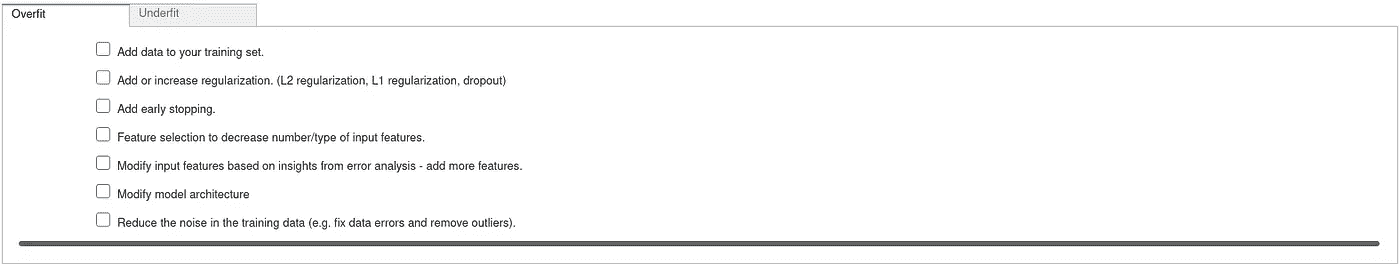 Overfit
Underfit
Add data to your training set.
Add or increase regularization. (L2 regularization, L1 regularization, dropout)
Add early stopping.
Feature selection to decrease number/type of input features.
Modify input features based on insights from error analysis - add more features.
Modify model architecture
Reduce the noise in the training data (e.g. fix data errors and remove outliers).